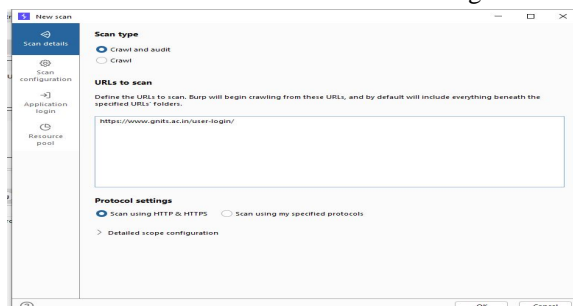 New scan
Scan details
Scan
configuration
Application
login
Resource
pool
Scan type
Crawl and audit
Crawl
URLs to scan
Define the URLs to scan. Burp will begin crawling from these URLs, and by default will include everything beneath the
specified URLs' folders.
https://www.gnits.ac.in/user-login/
Protocol settings
Scan using HTTP & HTTPS Scan using my specified protocols
> Detailed scope configuration
OK Cancel